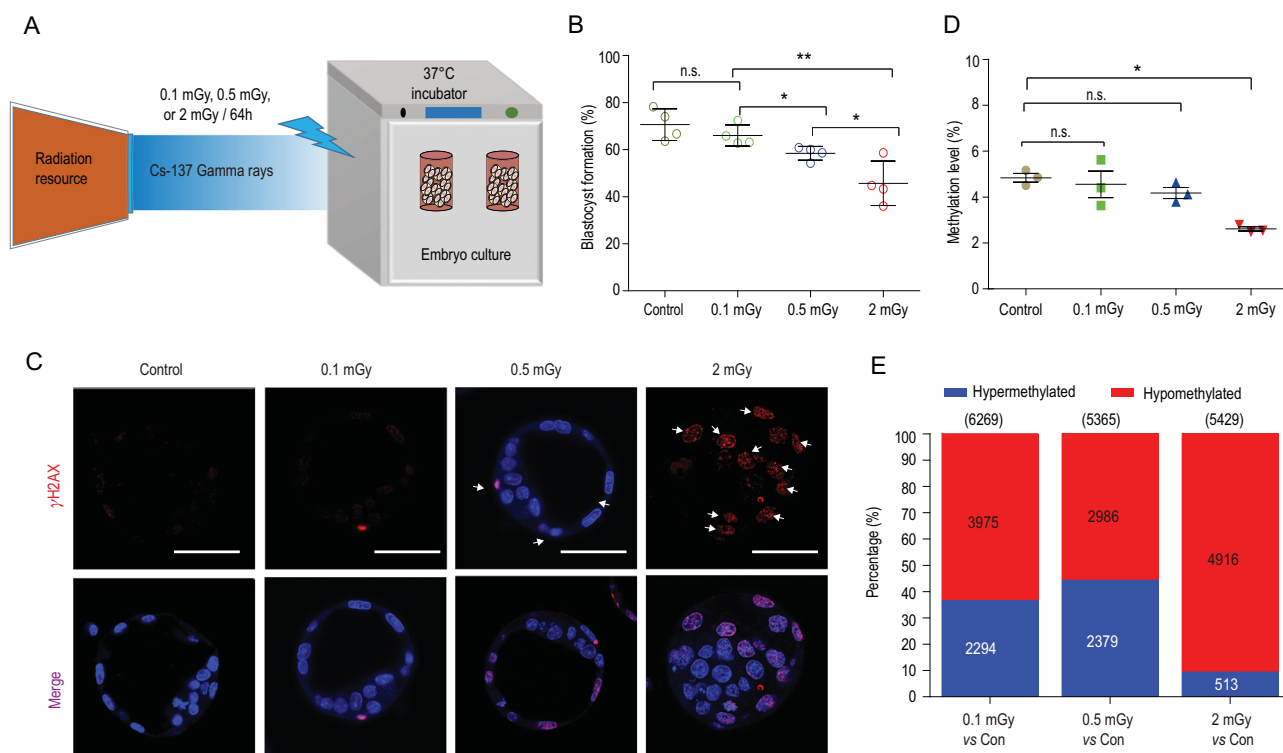 A
0.1 mGy, 0.5 mGy,
or 2 mGy / 64h
37°C
incubator
Radiation
resource
Cs-137 Gamma rays
Embryo culture
B
Blastocyst formation (%)
100
80
60
40
20
0
n.s.
**
*
*
Control
0.1 mGy
0.5 mGy
2 mGy
D
Methylation level (%)
10
8
6
4
2
0
*
n.s.
n.s.
Control
0.1 mGy
0.5 mGy
2 mGy
C
Control
0.1 mGy
0.5 mGy
2 mGy
γH2AX
Merge
E
Hypermethylated
Hypomethylated
(6269)
(5365)
(5429)
Percentage (%)
100
90
80
70
60
50
40
30
20
10
0
3975
2986
4916
2294
2379
513
0.1 mGy
vs Con
0.5 mGy
vs Con
2 mGy
vs Con